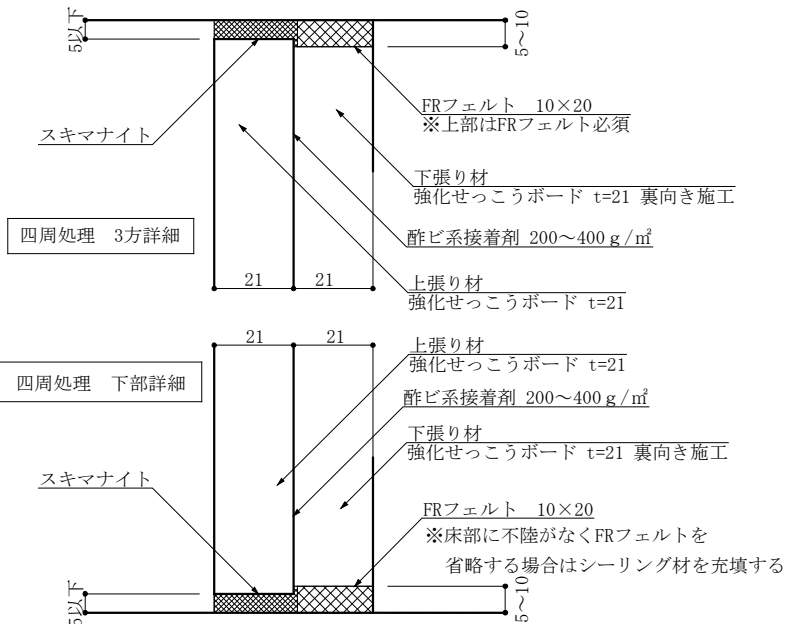 5以下
5～10
FRフェルト　10×20
※上部はFRフェルト必須
スキマナイト
下張り材
強化せっこうボード t=21 裏向き施工
四周処理　3方詳細
酢ビ系接着剤 200～400ｇ/㎡
21
21
上張り材
強化せっこうボード t=21
21
21
上張り材
強化せっこうボード t=21
四周処理　下部詳細
酢ビ系接着剤 200～400ｇ/㎡
下張り材
強化せっこうボード t=21 裏向き施工
スキマナイト
FRフェルト　10×20
※床部に不陸がなくFRフェルトを
省略する場合はシーリング材を充填する
5以下
5～10